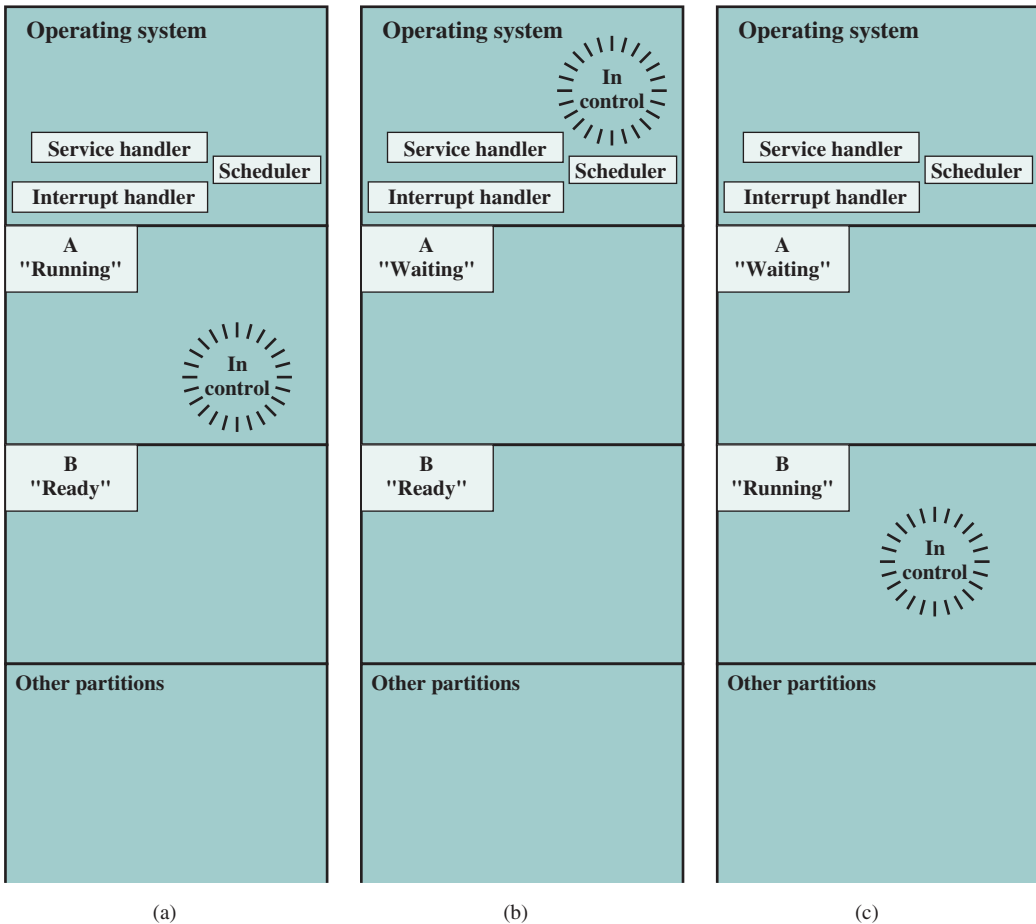 Operating system
Service handler
Scheduler
Interrupt handler
A
"Running"
In
control
B
"Ready"
Other partitions
(a)
Operating system
In
control
Service handler
Scheduler
Interrupt handler
A
"Waiting"
B
"Ready"
Other partitions
(b)
Operating system
Service handler
Scheduler
Interrupt handler
A
"Waiting"
B
"Running"
In
control
Other partitions
(c)